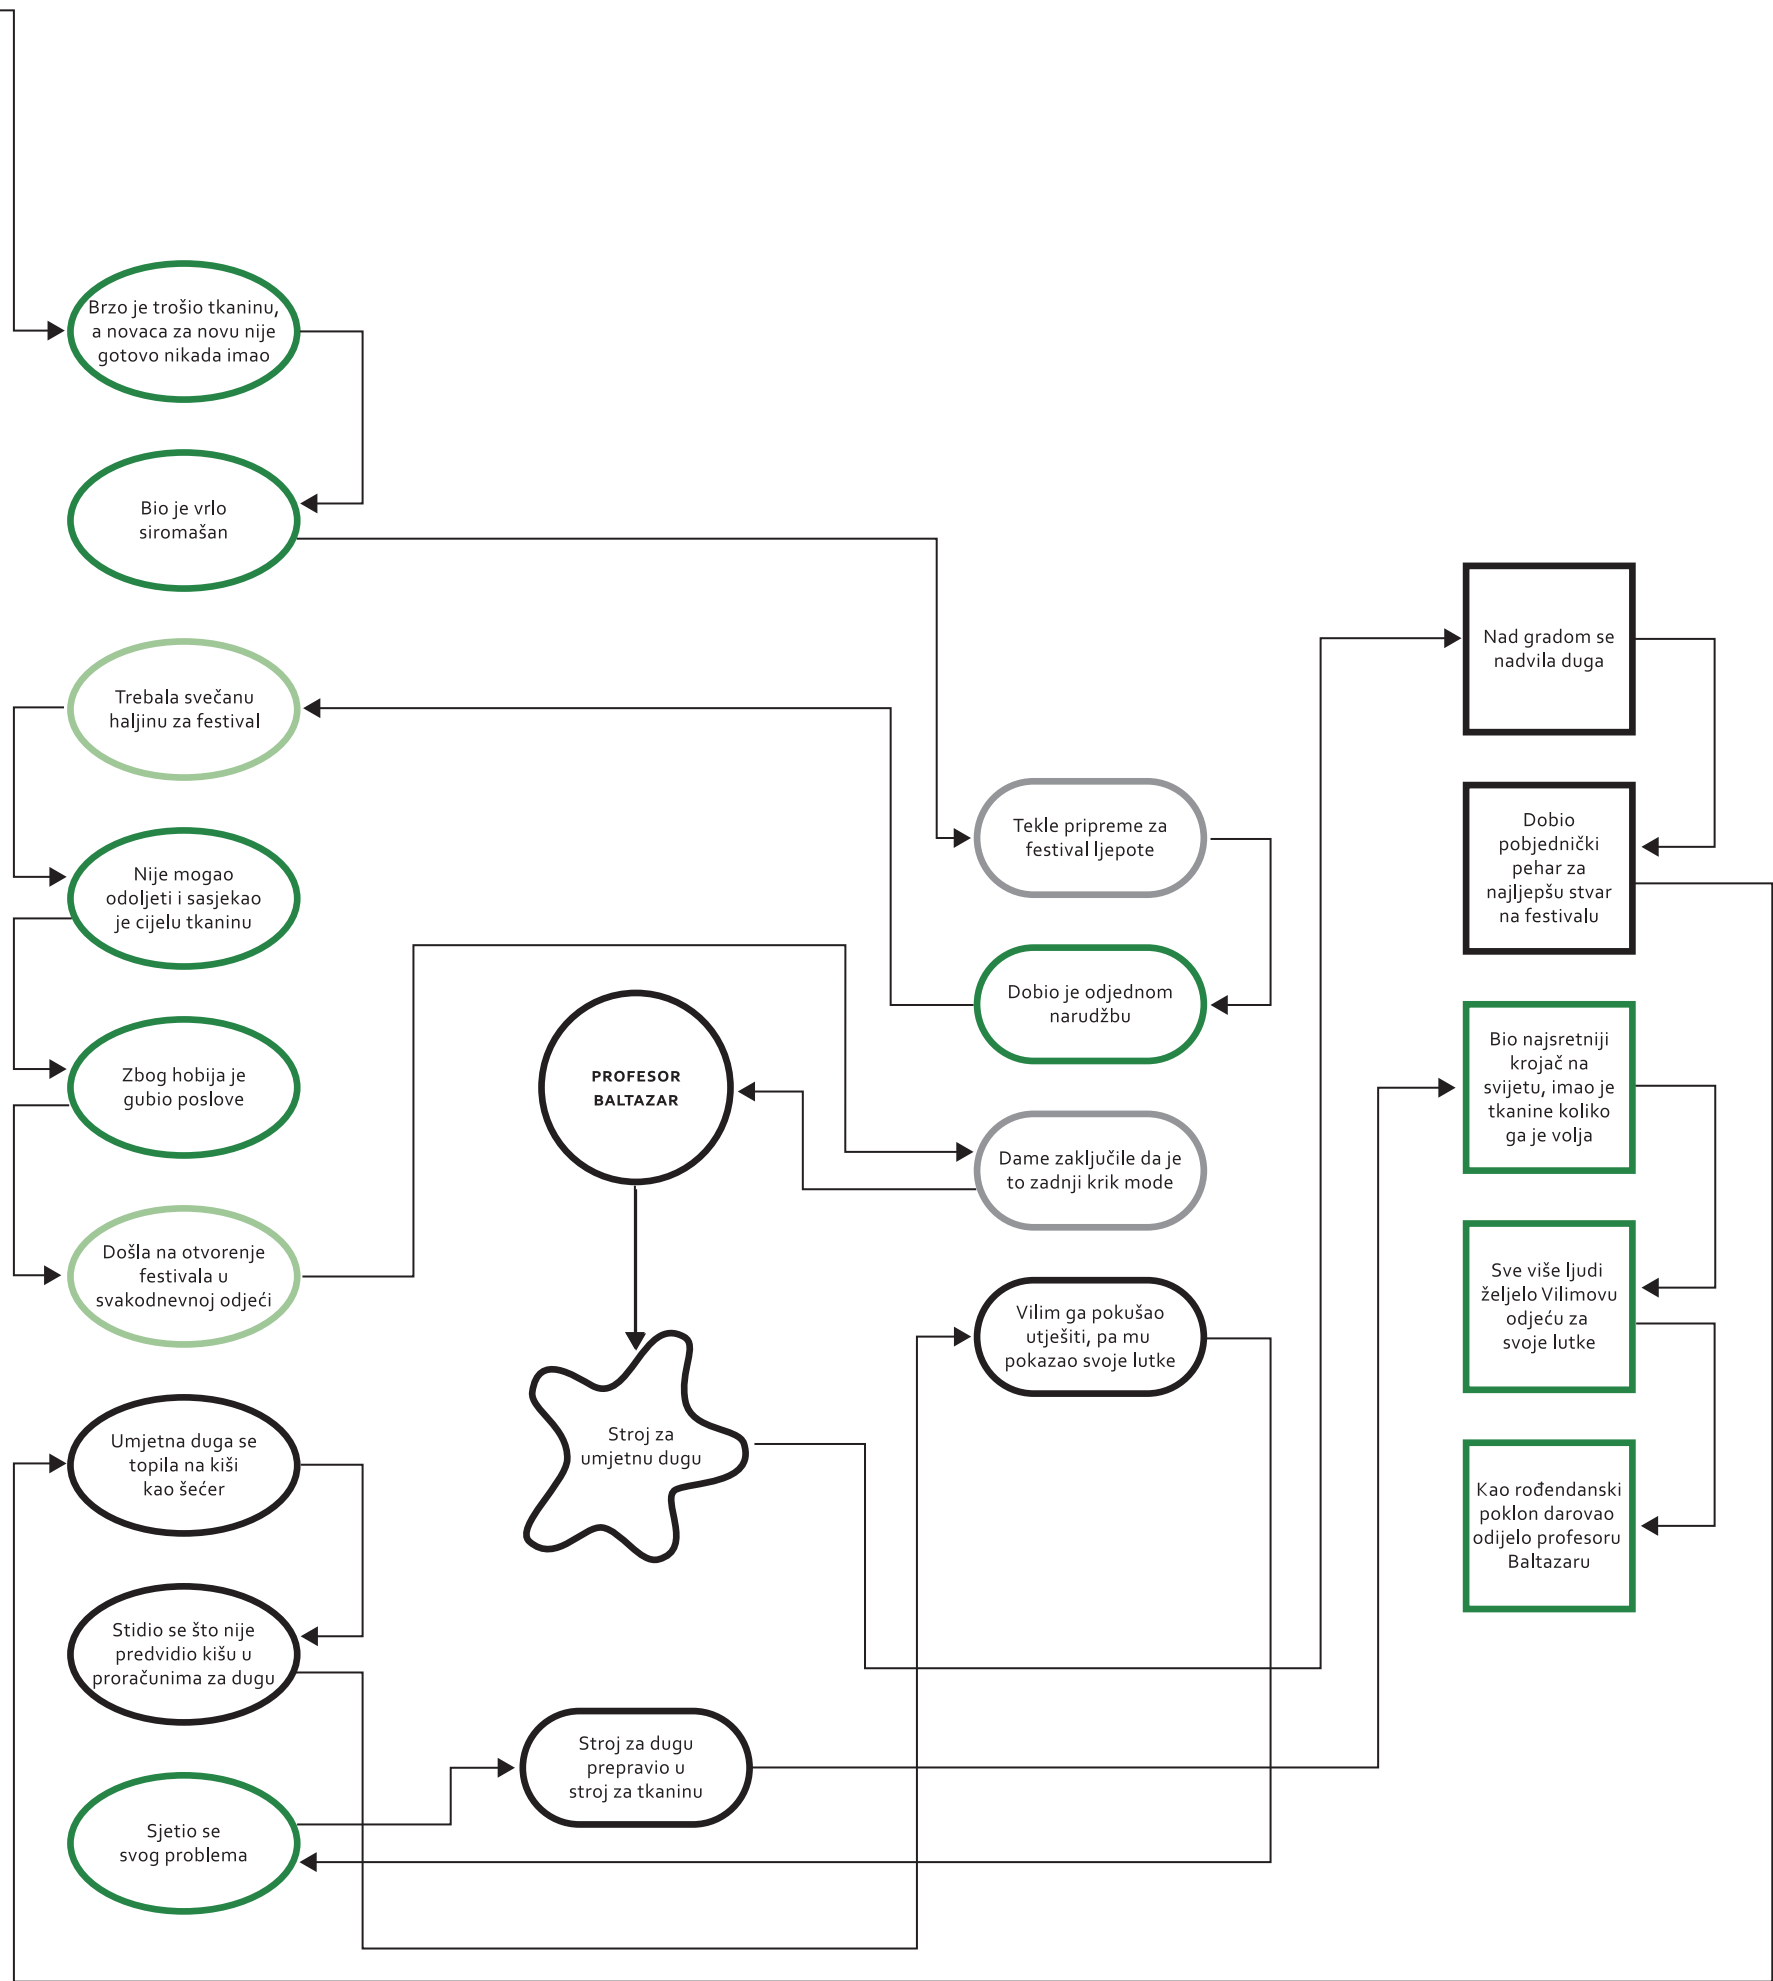 Brzo je trošio tkaninu,
a novaca za novu nije
gotovo nikada imao
Bio je vrlo
siromašan
Trebala svečanu
haljinu za festival
Nije mogao
odoljeti i sasjekao
je cijelu tkaninu
Zbog hobija je
gubio poslove
Došla na otvorenje
festivala u
svakodnevnoj odjeći
Umjetna duga se
topila na kiši
kao šećer
Stidio se što nije
predvidio kišu u
proračunima za dugu
Sjetio se
svog problema
PROFESOR
BALTAZAR
Stroj za
umjetnu dugu
Stroj za dugu
prepravio u
stroj za tkaninu
Tekle pripreme za
festival ljepote
Dobio je odjednom
narudžbu
Dame zaključile da je
to zadnji krik mode
Vilim ga pokušao
utješiti, pa mu
pokazao svoje lutke
Nad gradom se
nadvila duga
Dobio
pobjednički
pehar za
najljepšu stvar
na festivalu
Bio najsretniji
krojač na
svijetu, imao je
tkanine koliko
ga je volja
Sve više ljudi
željelo Vilimovu
odjeću za
svoje lutke
Kao rođendanski
poklon darovao
odijelo profesoru
Baltazaru